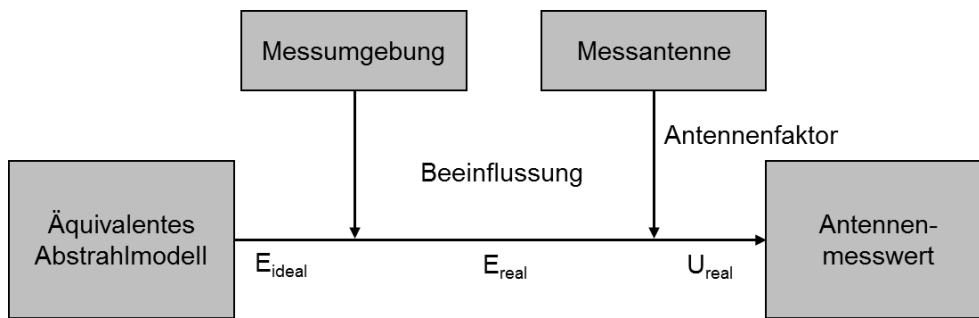 Messumgebung
Messantenne
Antennenfaktor
Beeinflussung
Äquivalentes
Abstrahlmodell
Antennen-
messwert
E_ideal
E_real
U_real